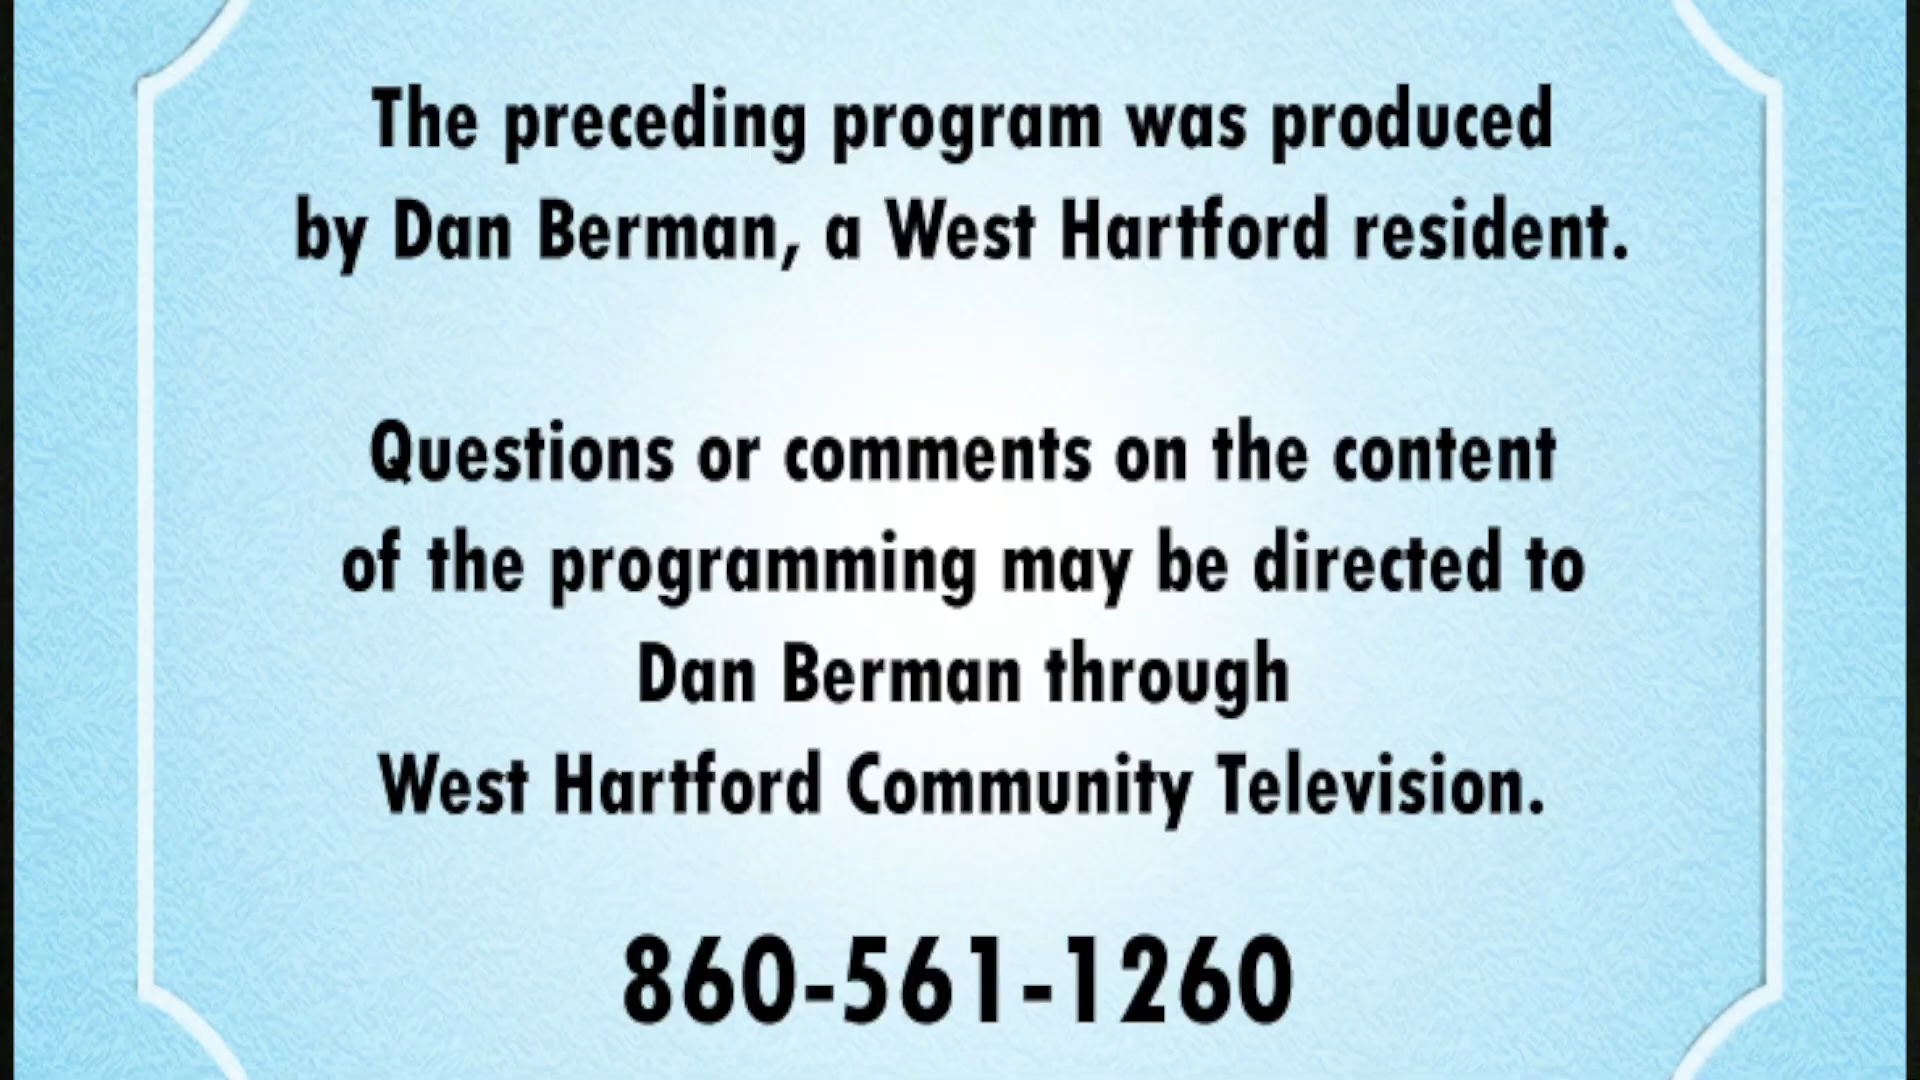 The preceding program was produced
by Dan Berman, a West Hartford resident.
Questions or comments on the content
of the programming may be directed to
Dan Berman through
West Hartford Community Television.
860-561-1260